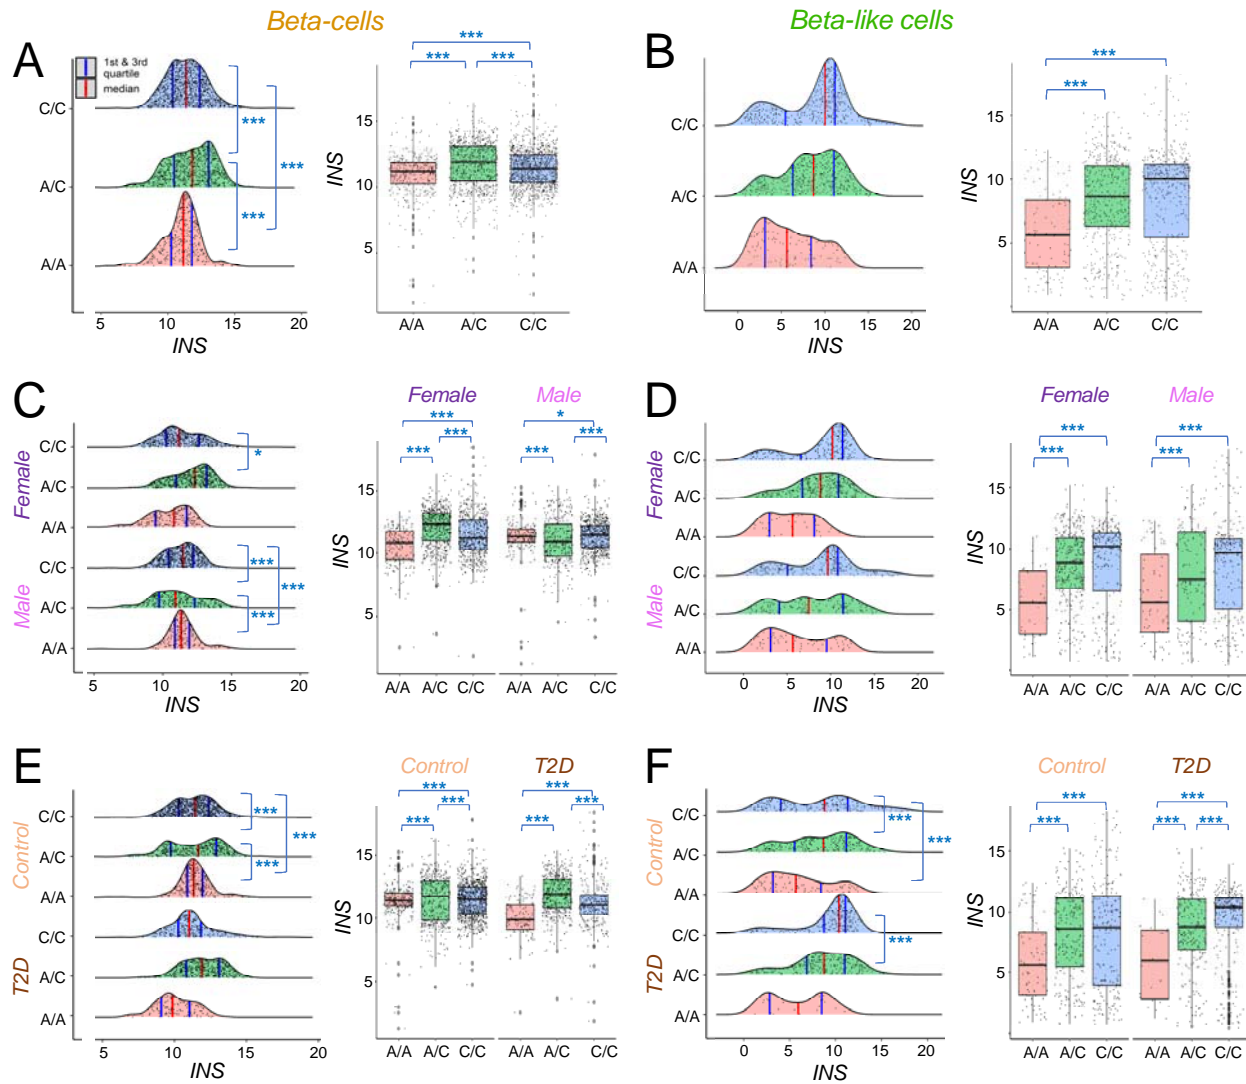 Beta-cells
Beta-like cells
A
1st & 3rd
quartile
median
C/C
A/C
A/A
***
***
***
5
10
15
20
INS
***
***
***
INS
15
10
5
A/A
A/C
C/C
B
C/C
A/C
A/A
0
5
10
15
20
INS
***
***
INS
15
10
5
A/A
A/C
C/C
C
Female
Male
C/C
A/C
A/A
C/C
A/C
A/A
*
***
***
***
5
10
15
20
INS
Female
Male
***
***
***
*
***
***
INS
15
10
5
A/A
A/C
C/C
A/A
A/C
C/C
D
Female
Male
C/C
A/C
A/A
C/C
A/C
A/A
0
5
10
15
20
INS
Female
Male
***
***
***
***
INS
15
10
5
A/A
A/C
C/C
A/A
A/C
C/C
E
Control
T2D
C/C
A/C
A/A
C/C
A/C
A/A
***
***
***
5
10
15
20
INS
Control
T2D
***
***
***
***
***
***
INS
15
10
5
A/A
A/C
C/C
A/A
A/C
C/C
F
Control
T2D
C/C
A/C
A/A
C/C
A/C
A/A
***
***
***
0
5
10
15
20
INS
Control
T2D
***
***
***
***
***
INS
15
10
5
A/A
A/C
C/C
A/A
A/C
C/C